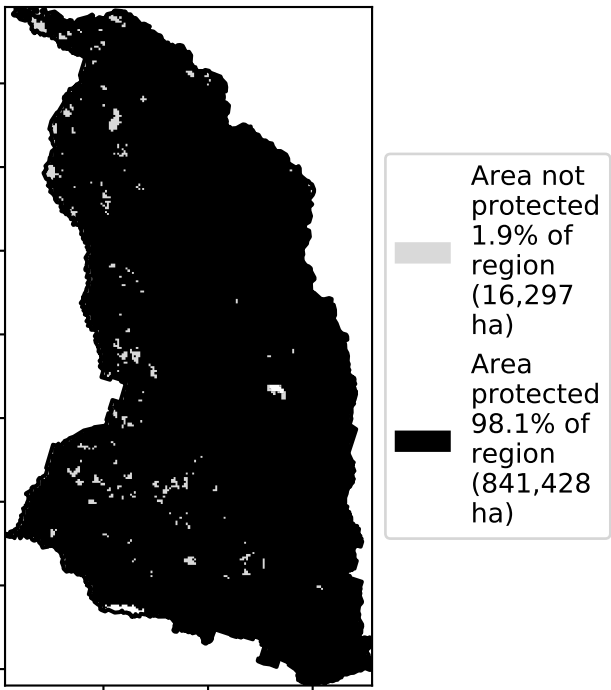 Area not
protected
1.9% of
region
(16,297
ha)
Area
protected
98.1% of
region
(841,428
ha)